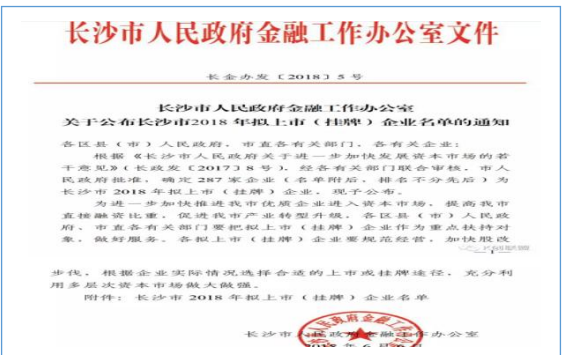 长沙市人民政府金融工作办公室文件
长金办发〔2018〕5号
长沙市人民政府金融工作办公室
关于公布长沙市2018年拟上市（挂牌）企业名单的通知
各区县（市）人民政府，市直各有关部门，各有关企业：
根据《长沙市人民政府关于进一步加快发展资本市场的若
干意见》（长政发〔2017〕8号），经各有关部门联合审核，市人
民政府批准，确定287家企业（名单附后，排名不分先后）为
长沙市2018年拟上市（挂牌）企业，现予公布。
为进一步加快推进我市优质企业进入资本市场，提高我市
直接融资比重，促进我市产业转型升级，各区县（市）人民政
府、市直各有关部门要把拟上市（挂牌）企业作为重点扶持对
象，做好服务。各拟上市（挂牌）企业要规范经营，加快股改
— 1 —
步伐，根据企业实际情况选择合适的上市或挂牌途径，充分利
用多层次资本市场做大做强。
附件：长沙市2018年拟上市（挂牌）企业名单
长沙市人民政府金融工作办公室
2018年6月